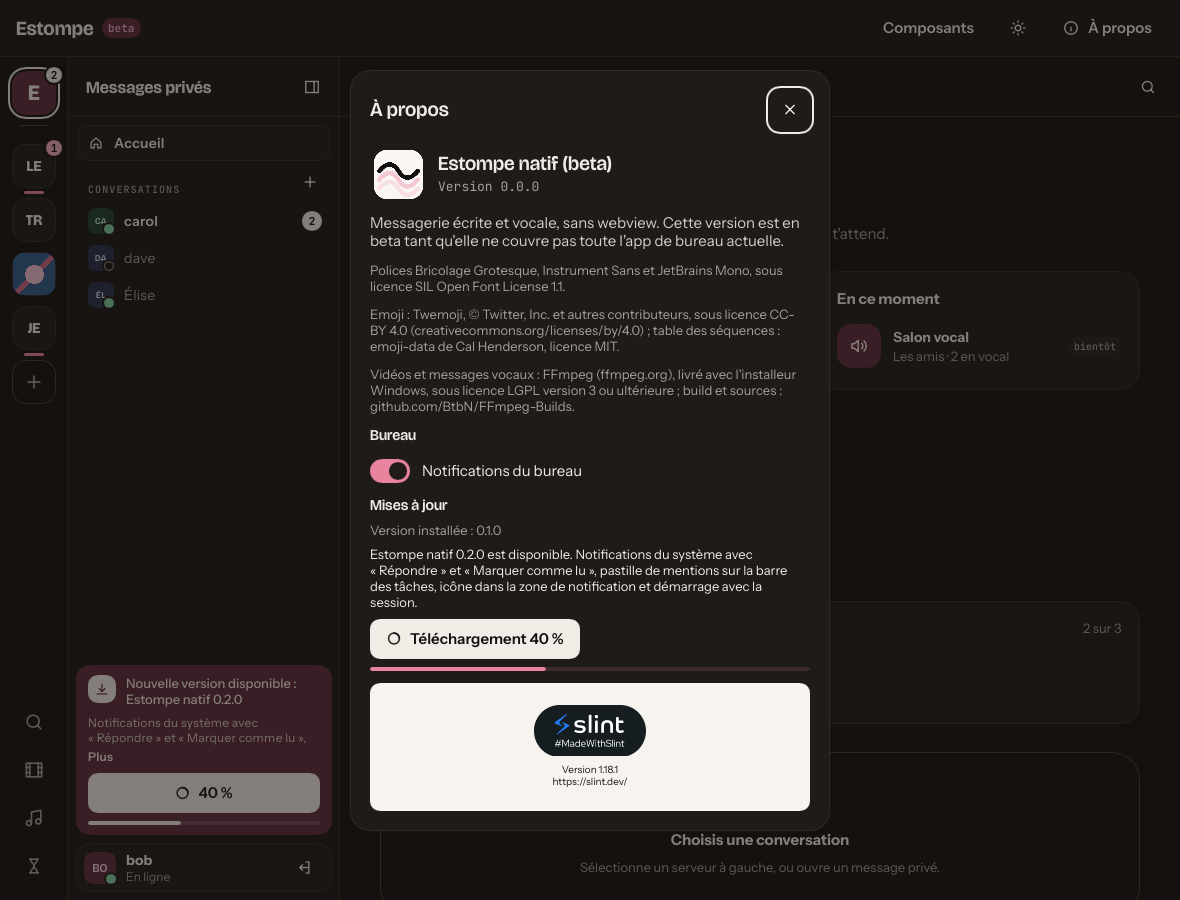 Estompe beta
Composants
À propos
E
2
LE
1
TR
JE
Messages privés
Accueil
CONVERSATIONS
CA
carol
2
DA
dave
ÉL
Élise
Nouvelle version disponible :
Estompe natif 0.2.0
Notifications du système avec
« Répondre » et « Marquer comme lu »,
Plus
40 %
BO
bob
En ligne
À propos
Estompe natif (beta)
Version 0.0.0
Messagerie écrite et vocale, sans webview. Cette version est en
beta tant qu'elle ne couvre pas toute l'app de bureau actuelle.
Polices Bricolage Grotesque, Instrument Sans et JetBrains Mono, sous
licence SIL Open Font License 1.1.
Emoji : Twemoji, © Twitter, Inc. et autres contributeurs, sous licence CC-
BY 4.0 (creativecommons.org/licenses/by/4.0) ; table des séquences :
emoji-data de Cal Henderson, licence MIT.
Vidéos et messages vocaux : FFmpeg (ffmpeg.org), livré avec l'installeur
Windows, sous licence LGPL version 3 ou ultérieure ; build et sources :
github.com/BtbN/FFmpeg-Builds.
Bureau
Notifications du bureau
Mises à jour
Version installée : 0.1.0
Estompe natif 0.2.0 est disponible. Notifications du système avec
« Répondre » et « Marquer comme lu », pastille de mentions sur la barre
des tâches, icône dans la zone de notification et démarrage avec la
session.
Téléchargement 40 %
slint
#MadeWithSlint
Version 1.18.1
https://slint.dev/
t'attend.
En ce moment
Salon vocal
Les amis · 2 en vocal
bientôt
2 sur 3
Choisis une conversation
Sélectionne un serveur à gauche, ou ouvre un message privé.